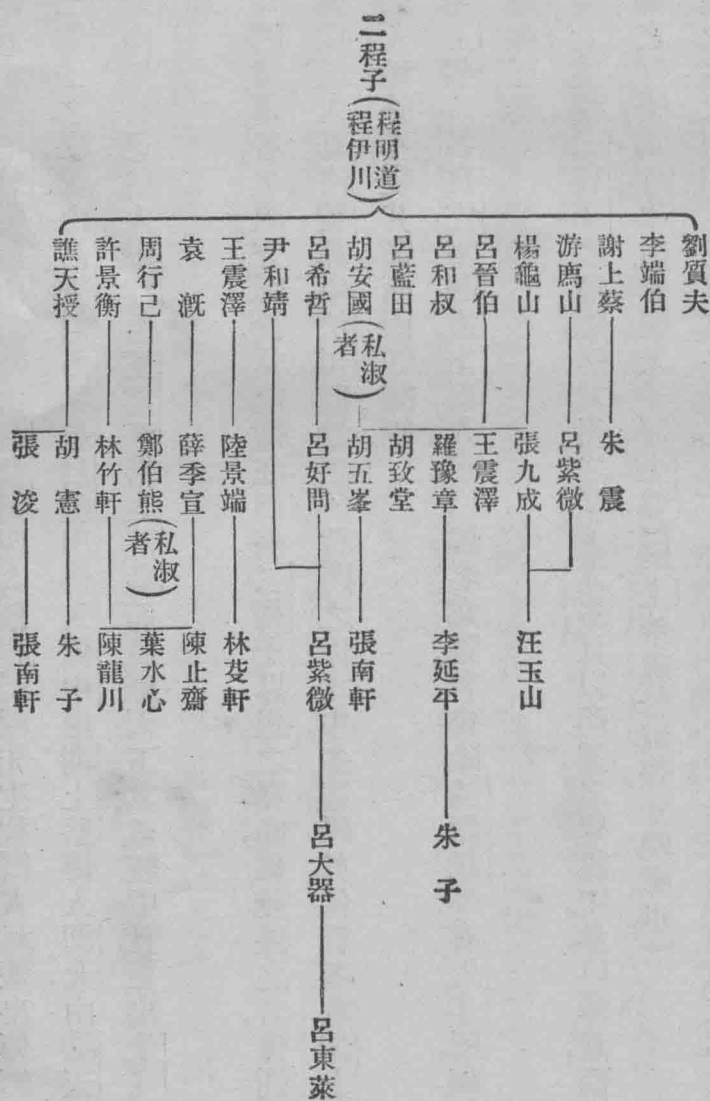 二程子(程明道程伊川)
劉質夫
李端伯
謝上蔡
游廌山
楊龜山
呂晉伯
呂和叔
呂藍田
胡安國(私淑者)
呂希哲
尹和靖
王震澤
袁溉
周行己
許景衡
譙天授
朱震
呂紫微
張九成
王震澤
羅豫章
胡致堂
胡五峯
呂好問
陸景端
薛季宣
鄭伯熊(私淑者)
林竹軒
胡憲
張浚
汪玉山
李延平
張南軒
呂紫微
林艾軒
陳止齋
葉水心
陳龍川
朱子
張南軒
朱子
呂大器
呂東萊